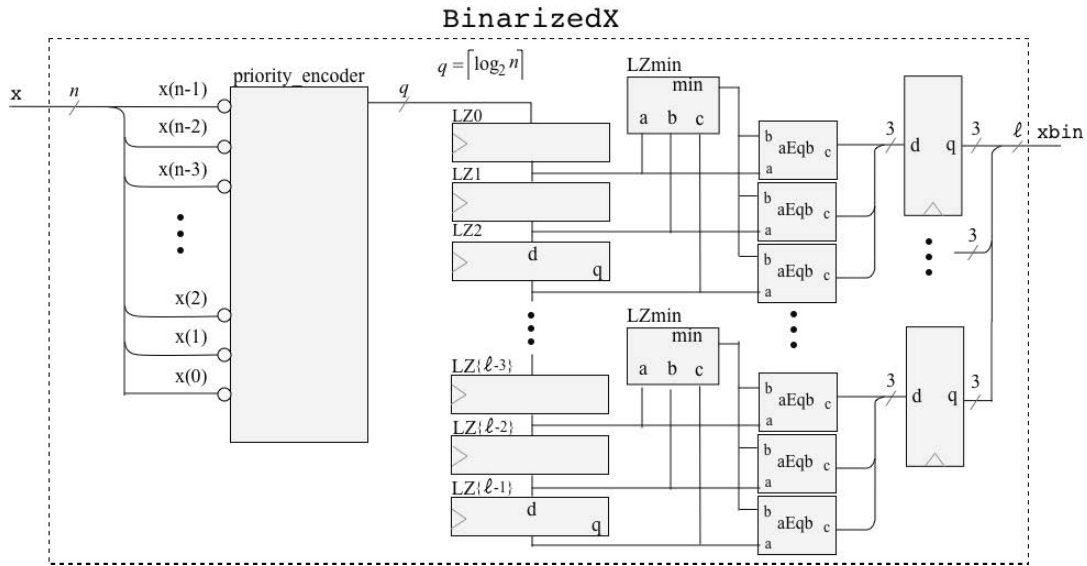 BinarizedX
q = ⌈log₂ n⌉
priority_encoder
LZmin
min
a b c
x
n
x(n-1)
x(n-2)
x(n-3)
x(2)
x(1)
x(0)
q
LZ0
LZ1
LZ2
d
q
b
aEqb
c
a
b
aEqb
c
a
b
aEqb
c
a
3
d
q
3
ℓ
xbin
3
LZmin
min
a b c
LZ{ℓ-3}
LZ{ℓ-2}
LZ{ℓ-1}
d
q
b
aEqb
c
a
b
aEqb
c
a
b
aEqb
c
a
3
d
q
3